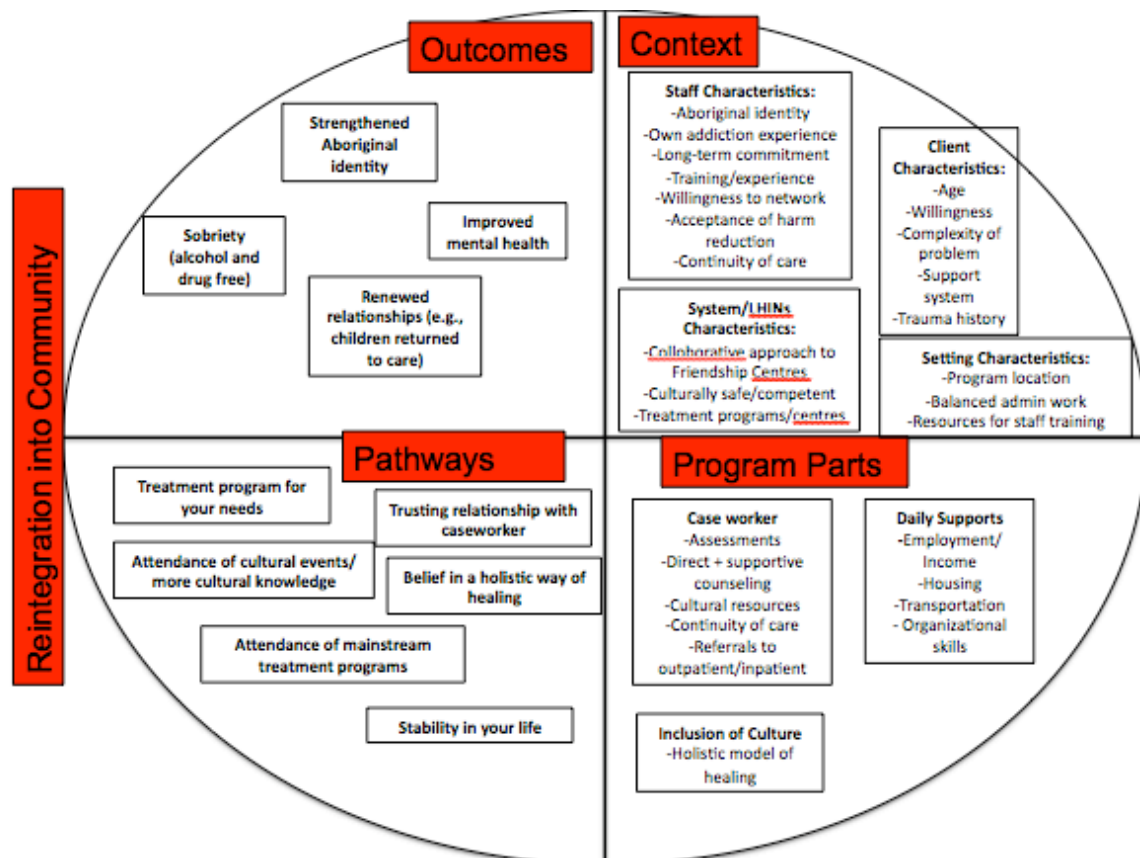 Outcomes
Strengthened
Aboriginal
identity
Sobriety
(alcohol and
drug free)
Improved
mental health
Renewed
relationships (e.g.,
children returned
to care)
Context
Staff Characteristics:
-Aboriginal identity
-Own addiction experience
-Long-term commitment
-Training/experience
-Willingness to network
-Acceptance of harm
reduction
-Continuity of care
Client
Characteristics:
-Age
-Willingness
-Complexity of
problem
-Support
system
-Trauma history
System/LHINs
Characteristics:
-Colloborative approach to
Friendship Centres
-Culturally safe/competent
-Treatment programs/centres
Setting Characteristics:
-Program location
-Balanced admin work
-Resources for staff training
Reintegration into Community
Pathways
Treatment program for
your needs
Trusting relationship with
caseworker
Attendance of cultural events/
more cultural knowledge
Belief in a holistic way of
healing
Attendance of mainstream
treatment programs
Stability in your life
Program Parts
Case worker
-Assessments
-Direct + supportive
counseling
-Cultural resources
-Continuity of care
-Referrals to
outpatient/inpatient
Daily Supports
-Employment/
Income
-Housing
-Transportation
- Organizational
skills
Inclusion of Culture
-Holistic model of
healing